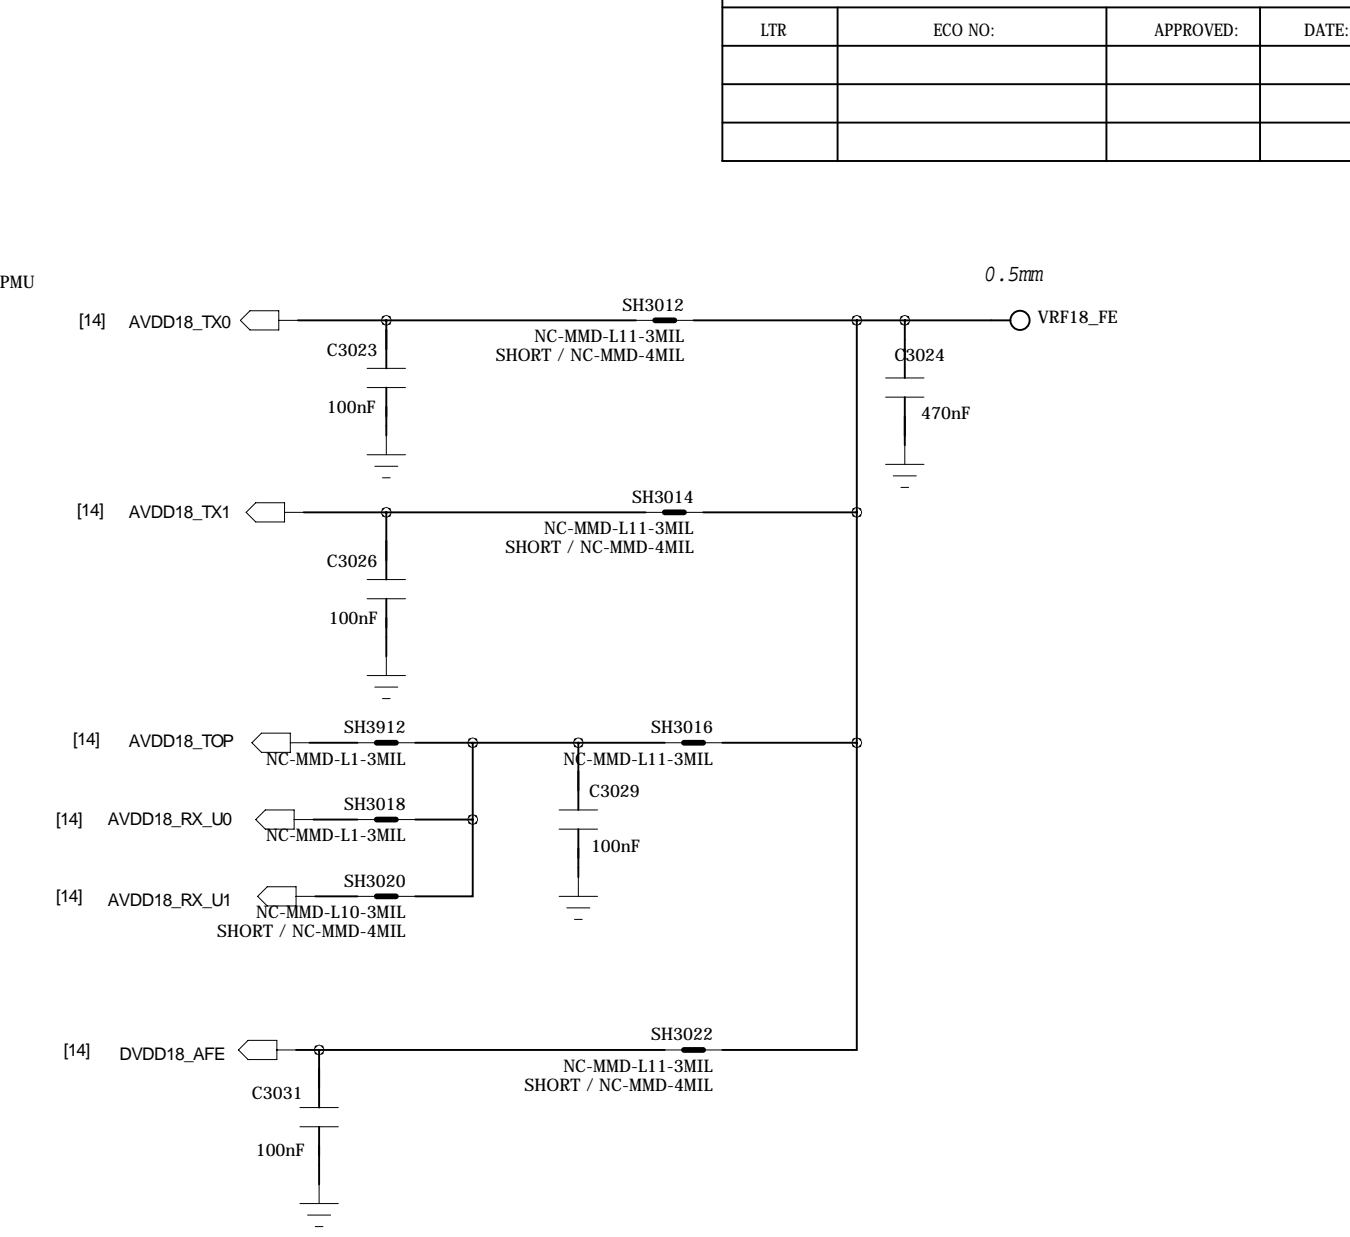 LTR ECO NO: APPROVED: DATE:
0.5mm
PMU
SH3012
[14] AVDD18_TX0
VRF18_FE
NC-MMD-L11-3MIL
SHORT / NC-MMD-4MIL
C3023
C3024
100nF
470nF
SH3014
[14] AVDD18_TX1
NC-MMD-L11-3MIL
SHORT / NC-MMD-4MIL
C3026
100nF
SH3912
SH3016
[14] AVDD18_TOP
NC-MMD-L1-3MIL
NC-MMD-L11-3MIL
C3029
SH3018
[14] AVDD18_RX_U0
NC-MMD-L1-3MIL
100nF
SH3020
[14] AVDD18_RX_U1
NC-MMD-L10-3MIL
SHORT / NC-MMD-4MIL
SH3022
[14] DVDD18_AFE
NC-MMD-L11-3MIL
SHORT / NC-MMD-4MIL
C3031
100nF